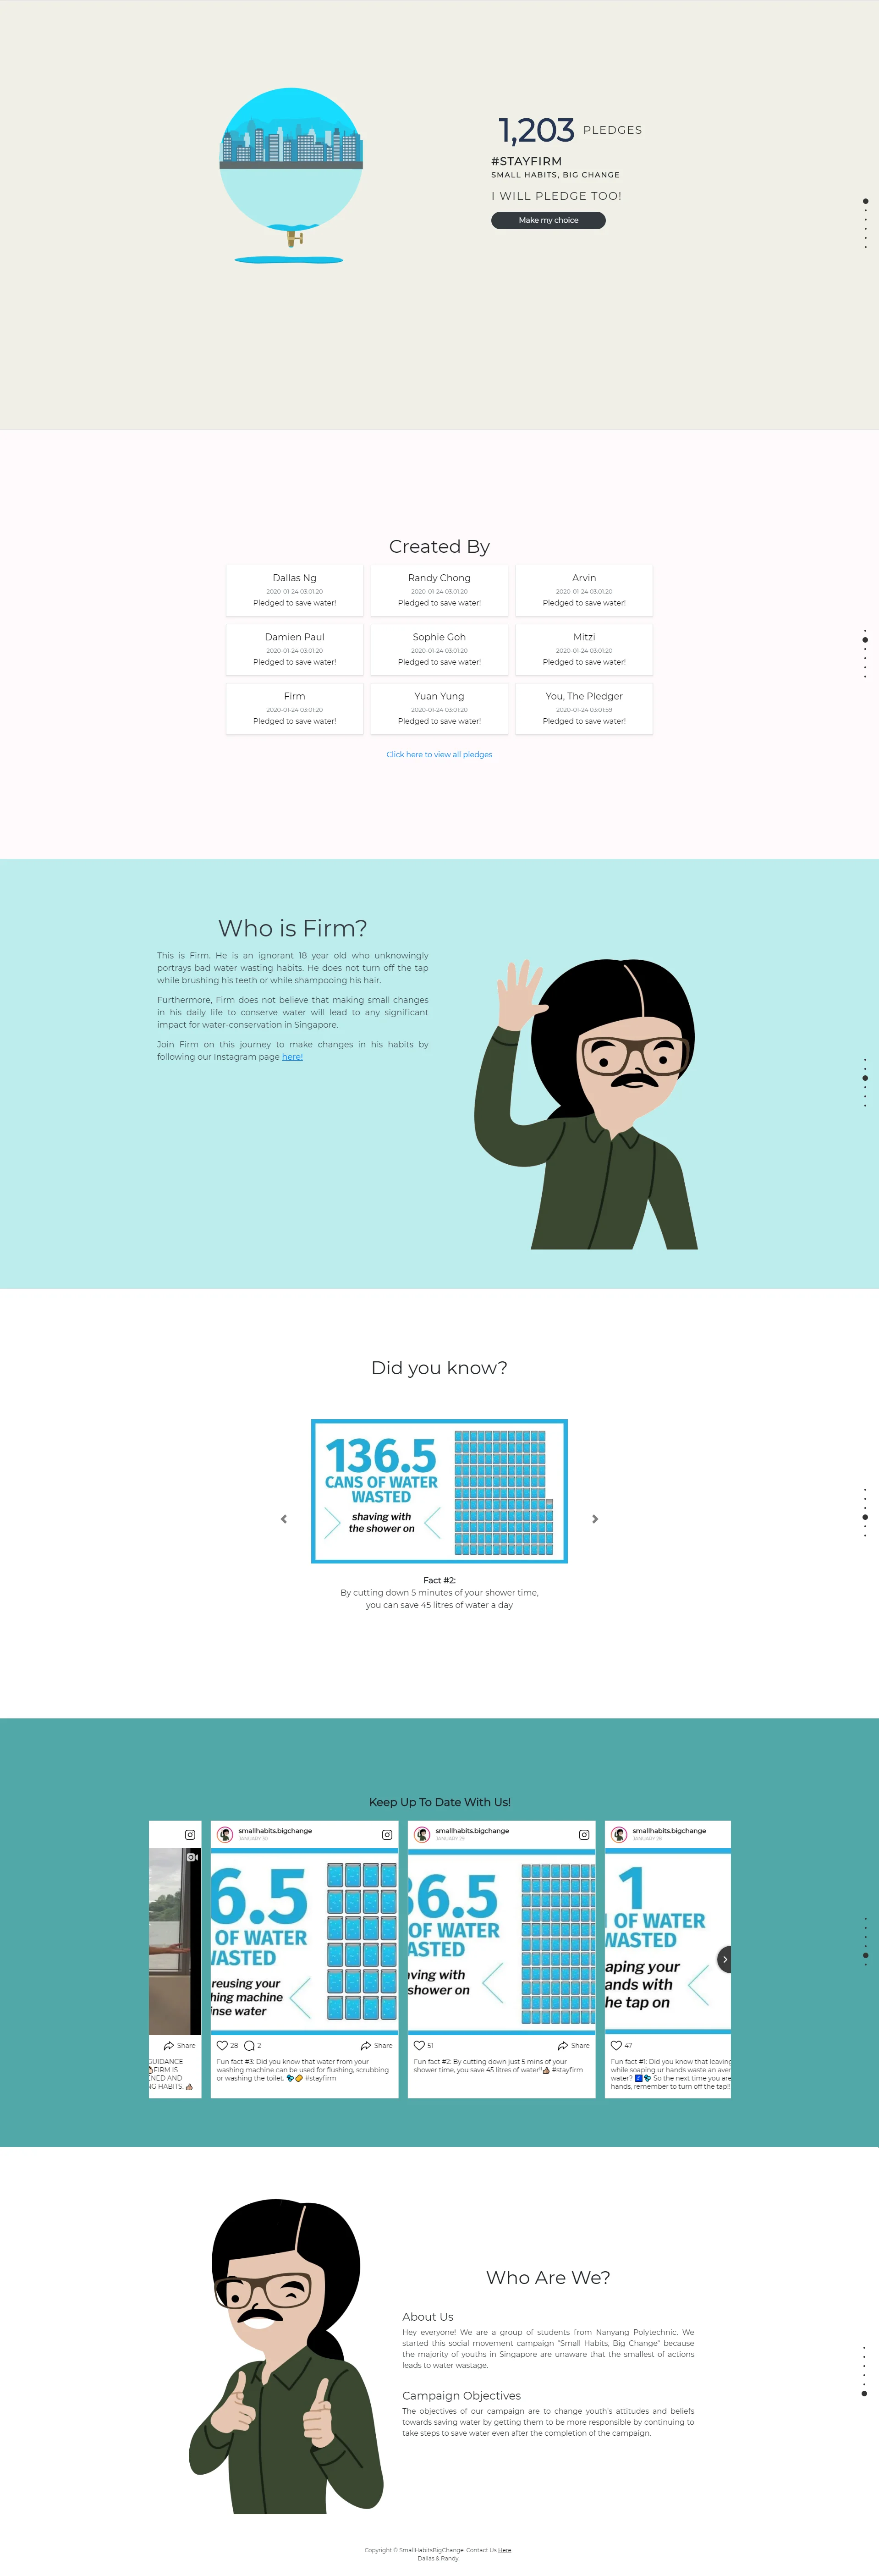 1,203 PLEDGES
#STAYFIRM
SMALL HABITS, BIG CHANGE
I WILL PLEDGE TOO!
Make my choice
Created By
Dallas Ng
2020-01-24 03:01:20
Pledged to save water!
Randy Chong
2020-01-24 03:01:20
Pledged to save water!
Arvin
2020-01-24 03:01:20
Pledged to save water!
Damien Paul
2020-01-24 03:01:20
Pledged to save water!
Sophie Goh
2020-01-24 03:01:20
Pledged to save water!
Mitzi
2020-01-24 03:01:20
Pledged to save water!
Firm
2020-01-24 03:01:20
Pledged to save water!
Yuan Yung
2020-01-24 03:01:20
Pledged to save water!
You, The Pledger
2020-01-24 03:01:59
Pledged to save water!
Click here to view all pledges
Who is Firm?
This is Firm. He is an ignorant 18 year old who unknowingly
portrays bad water wasting habits. He does not turn off the tap
while brushing his teeth or while shampooing his hair.
Furthermore, Firm does not believe that making small changes
in his daily life to conserve water will lead to any significant
impact for water-conservation in Singapore.
Join Firm on this journey to make changes in his habits by
following our Instagram page here!
Did you know?
136.5
CANS OF WATER
WASTED
shaving with
the shower on
Fact #2:
By cutting down 5 minutes of your shower time,
you can save 45 litres of water a day
Keep Up To Date With Us!
Share
GUIDANCE
FIRM IS
NED AND
G HABITS.
smallhabits.bigchange
JANUARY 30
6.5
OF WATER
ASTED
reusing your
hing machine
inse water
28 2 Share
Fun fact #3: Did you know that water from your
washing machine can be used for flushing, scrubbing
or washing the toilet. #stayfirm
smallhabits.bigchange
JANUARY 29
36.5
OF WATER
ASTED
ving with
shower on
51 Share
Fun fact #2: By cutting down just 5 mins of your
shower time, you save 45 litres of water!! #stayfirm
smallhabits.bigchange
JANUARY 28
1
OF WATER
WASTED
aping your
ands with
he tap on
47
Fun fact #1: Did you know that leaving
while soaping ur hands waste an aver
water? So the next time you are
hands, remember to turn off the tap!!
Who Are We?
About Us
Hey everyone! We are a group of students from Nanyang Polytechnic. We
started this social movement campaign "Small Habits, Big Change" because
the majority of youths in Singapore are unaware that the smallest of actions
leads to water wastage.
Campaign Objectives
The objectives of our campaign are to change youth's attitudes and beliefs
towards saving water by getting them to be more responsible by continuing to
take steps to save water even after the completion of the campaign.
Copyright © SmallHabitsBigChange. Contact Us Here
Dallas & Randy.